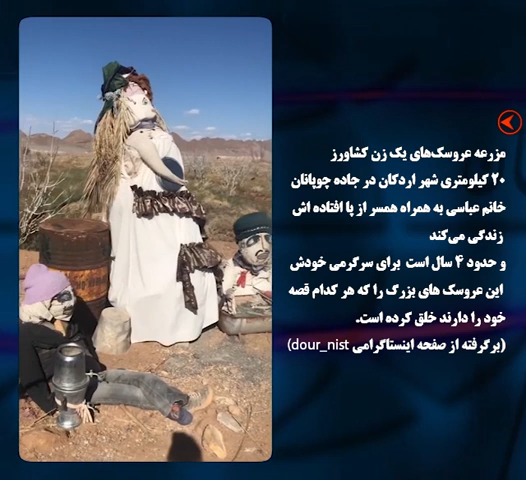 مزرعه عروسک‌های یک زن کشاورز
۲۰ کیلومتری شهر اردکان در جاده چوپانان
خانم عباسی به همراه همسر از پا افتاده اش
زندگی می‌کند
و حدود ۴ سال است برای سرگرمی خودش
این عروسک های بزرگ را که هر کدام قصه
خود را دارند خلق کرده است.
(برگرفته از صفحه اینستاگرامی dour_nist)